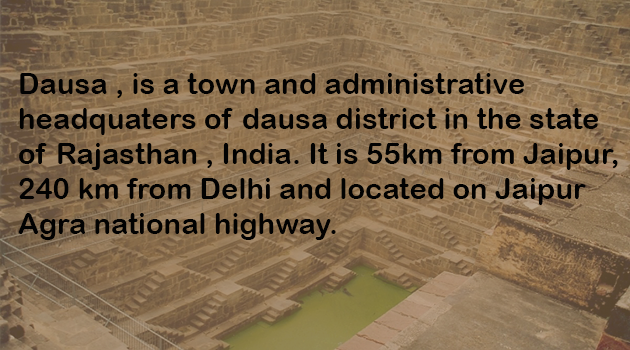 Dausa , is a town and administrative
headquaters of dausa district in the state
of Rajasthan , India. It is 55km from Jaipur,
240 km from Delhi and located on Jaipur
Agra national highway.